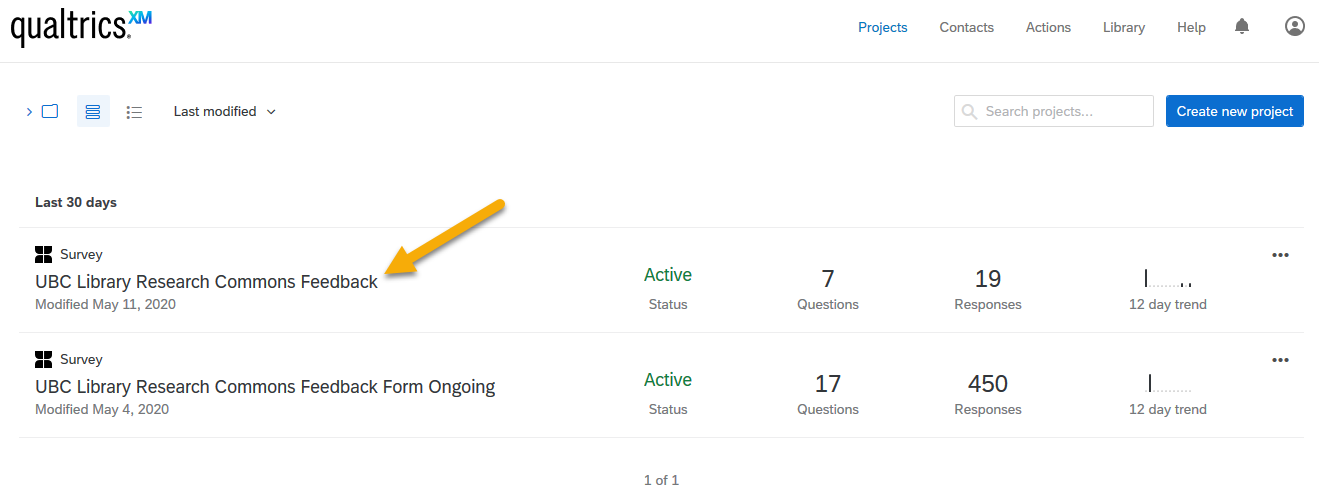 qualtrics.XM
Projects Contacts Actions Library Help
Last modified Search projects... Create new project
Last 30 days
Survey
UBC Library Research Commons Feedback Active 7 19
Modified May 11, 2020 Status Questions Responses 12 day trend
Survey
UBC Library Research Commons Feedback Form Ongoing Active 17 450
Modified May 4, 2020 Status Questions Responses 12 day trend
1 of 1